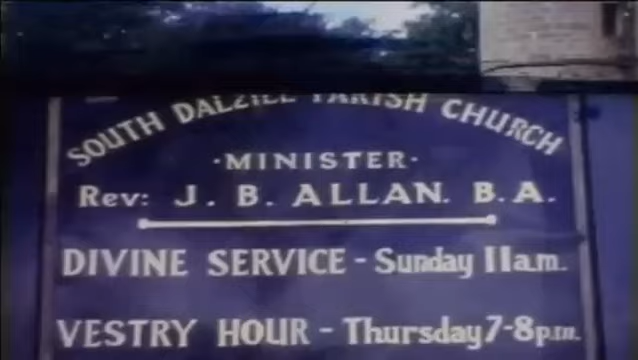 SOUTH DALZIEL PARISH CHURCH
·MINISTER·
Rev: J. B. ALLAN. B.A.
DIVINE SERVICE - Sunday 11a.m.
VESTRY HOUR - Thursday 7-8p.m.